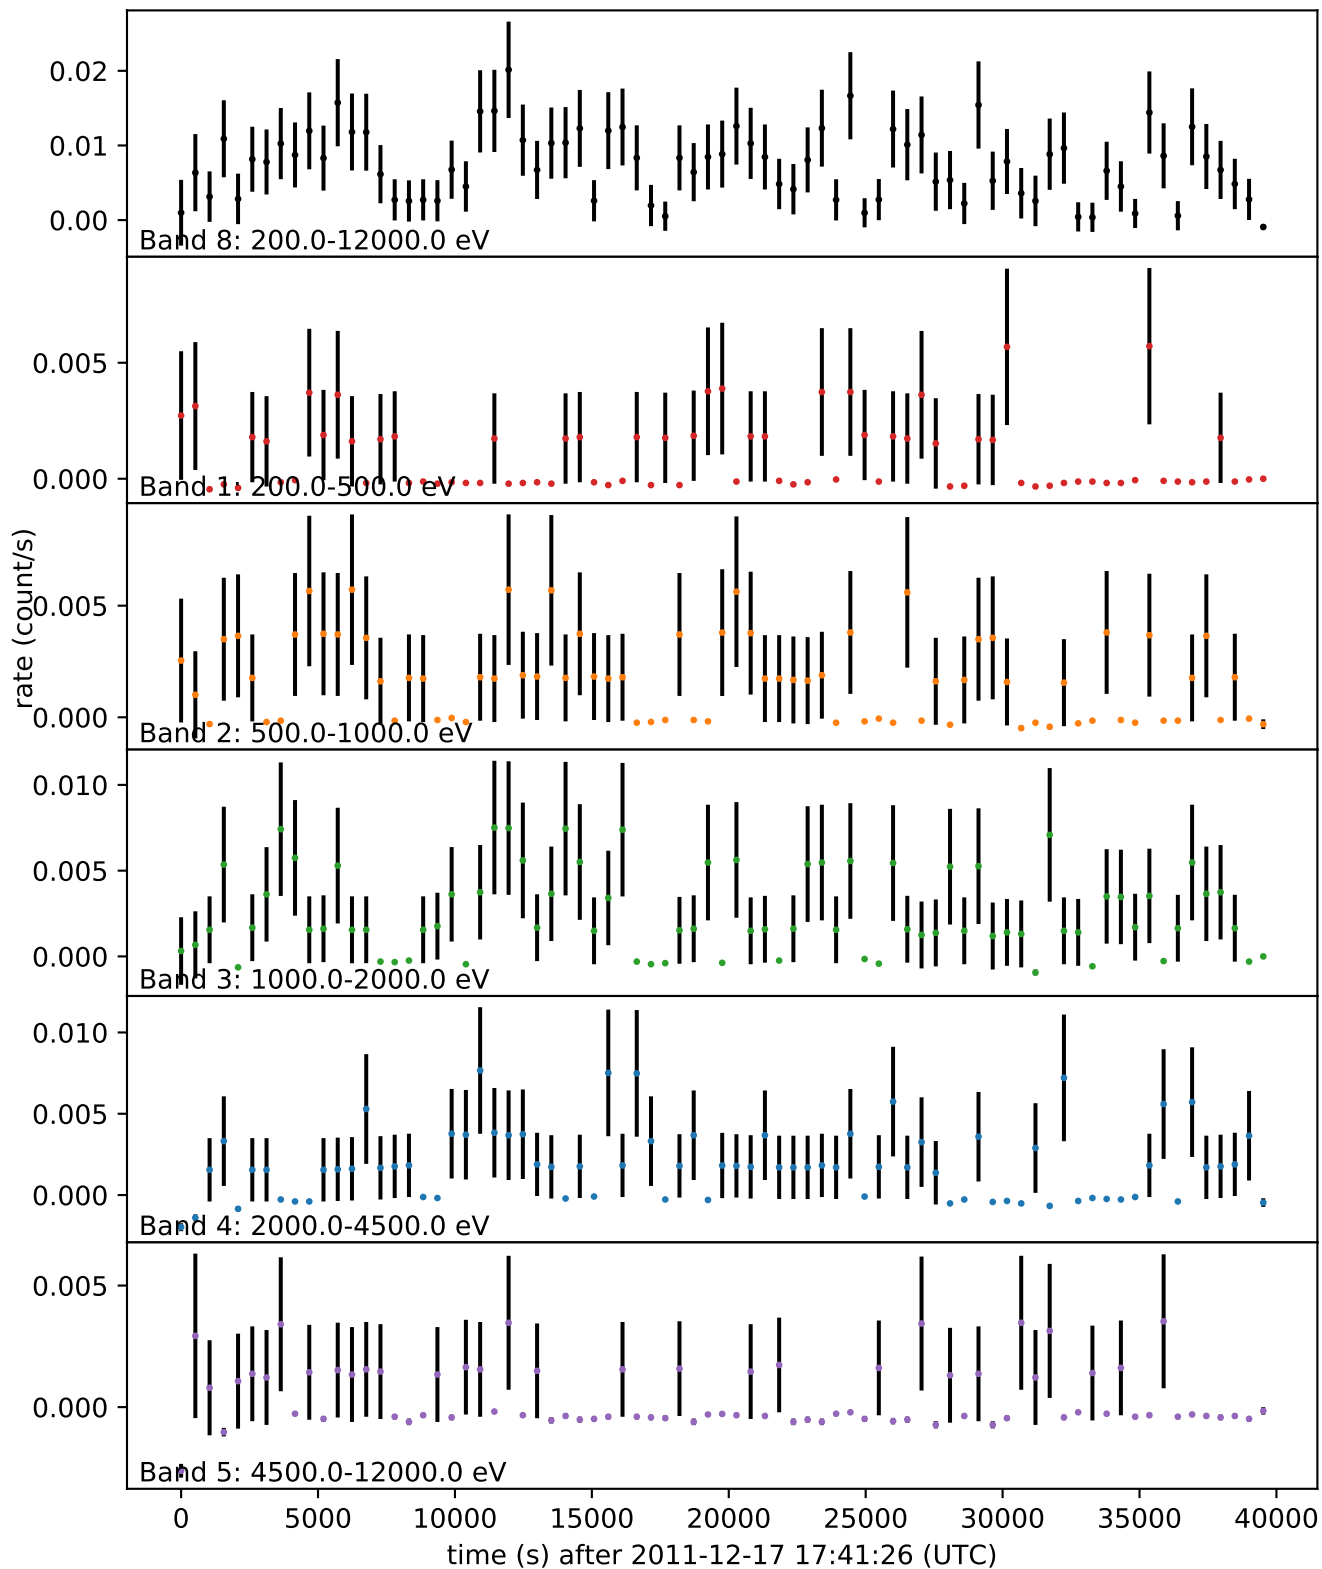 0.02
0.01
0.00
Band 8: 200.0-12000.0 eV
0.005
0.000
Band 1: 200.0-500.0 eV
rate (count/s)
0.005
0.000
Band 2: 500.0-1000.0 eV
0.010
0.005
0.000
Band 3: 1000.0-2000.0 eV
0.010
0.005
0.000
Band 4: 2000.0-4500.0 eV
0.005
0.000
Band 5: 4500.0-12000.0 eV
0 5000 10000 15000 20000 25000 30000 35000 40000
time (s) after 2011-12-17 17:41:26 (UTC)